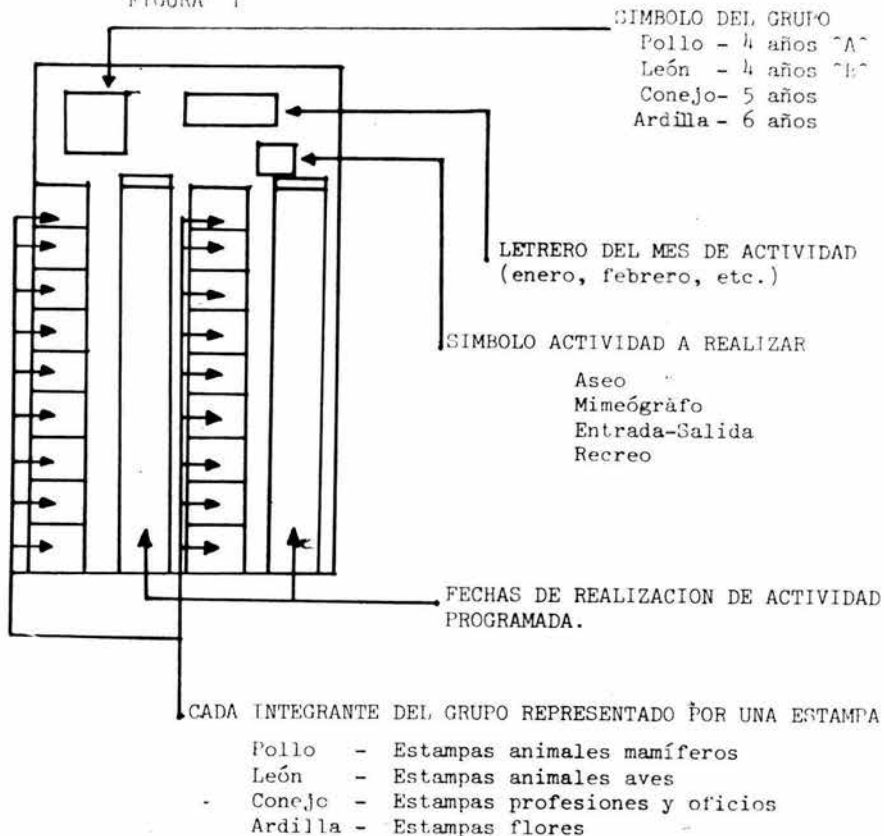 FIGURA 1
SIMBOLO DEL GRUPO
Pollo - 4 años "A"
León - 4 años "B"
Conejo- 5 años
Ardilla - 6 años
LETRERO DEL MES DE ACTIVIDAD
(enero, febrero, etc.)
SIMBOLO ACTIVIDAD A REALIZAR
Aseo
Mimeógràfo
Entrada-Salida
Recreo
FECHAS DE REALIZACION DE ACTIVIDAD
PROGRAMADA.
CADA INTEGRANTE DEL GRUPO REPRESENTADO POR UNA ESTAMPA
Pollo - Estampas animales mamíferos
León - Estampas animales aves
Conejo - Estampas profesiones y oficios
Ardilla - Estampas flores